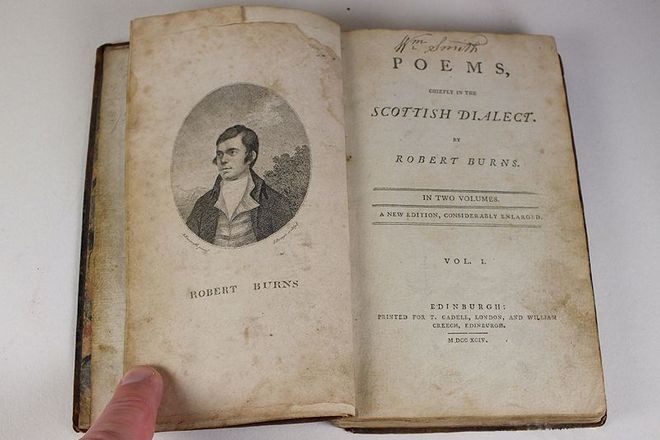 ROBERT BURNS
Wm Smith
POEMS,
CHIEFLY IN THE
SCOTTISH DIALECT.
BY
ROBERT BURNS.
IN TWO VOLUMES.
A NEW EDITION, CONSIDERABLY ENLARGED.
VOL. I.
EDINBURGH:
PRINTED FOR T. CADELL, LONDON, AND WILLIAM
CREECH, EDINBURGH.
M.DCC.XCIV.